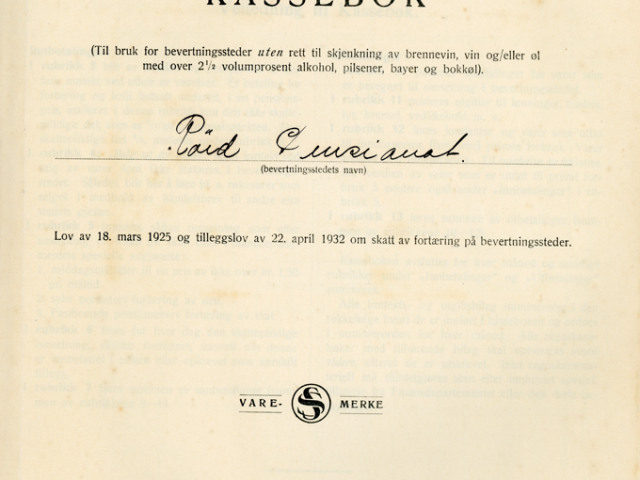 KASSEBOK
(Til bruk for bevertningssteder uten rett til skjenkning av brennevin, vin og/eller øl
med over 2½ volumprosent alkohol, pilsener, bayer og bokkøl).
Röid Pensianat.
(bevertningsstedets navn)
Lov av 18. mars 1925 og tilleggslov av 22. april 1932 om skatt av fortæring på bevertningssteder.
VARE- S MERKE